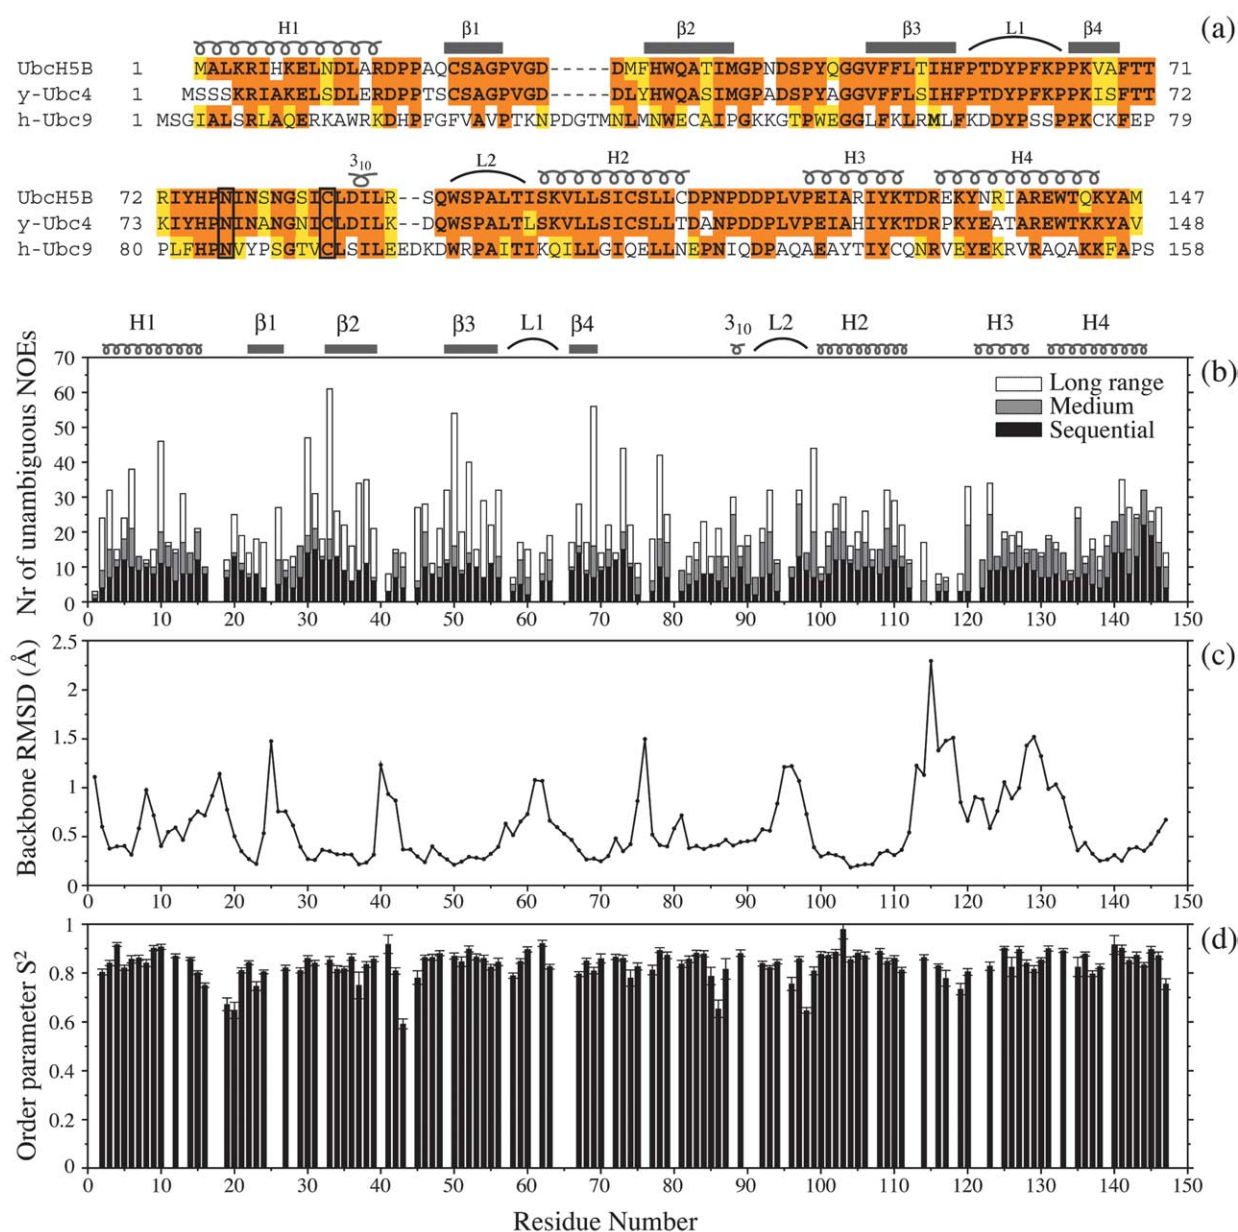 (a)
H1 β1 β2 β3 L1 β4
UbcH5B 1 MALKRIHKELNDLARDPPAQCSAGPVGD-----DMFHWQATIMGPNDSPYQGGVFFLTIHFPTDYPFKPPKVAFTT 71
y-Ubc4 1 MSSSKRIAKELSDLERDPPTSCSAGPVGD-----DLYHWQASIMGPADSPYAGGVFFLSIHFPTDYPFKPPKISFTT 72
h-Ubc9 1 MSGIALSRLAQERKAWRKDHPFGFVAVPTKNPDGTMNLMNWECAIPGKKGTPWEGGLFKLRMLFKDDYPSSPPKCKFEP 79
3₁₀ L2 H2 H3 H4
UbcH5B 72 RIYHPNINSNGSICLDILR--SQWSPALTISKVLLSICSLLCDPNPDDPLVPEIARIYKTDREKYNRIAREWTQKYAM 147
y-Ubc4 73 KIYHPNINANGNICLDILK--DQWSPALTLSKVLLSICSLLTDANPDDPLVPEIAHIYKTDRPKYEATAREWTKKYAV 148
h-Ubc9 80 PLFHPNVYPSGTVCLSILEEDKDWRPAITIKQILLGIQELLNEPNIQDPAQAEAYTIYCQNRVEYEKRVRAQAKKFAPS 158
H1 β1 β2 β3 L1 β4 3₁₀ L2 H2 H3 H4
(b)
Nr of unambiguous NOEs
70
60
50
40
30
20
10
0
Long range
Medium
Sequential
0 10 20 30 40 50 60 70 80 90 100 110 120 130 140 150
(c)
Backbone RMSD (Å)
2.5
2
1.5
1
0.5
0
0 10 20 30 40 50 60 70 80 90 100 110 120 130 140 150
(d)
Order parameter S²
1
0.8
0.6
0.4
0.2
0
0 10 20 30 40 50 60 70 80 90 100 110 120 130 140 150
Residue Number